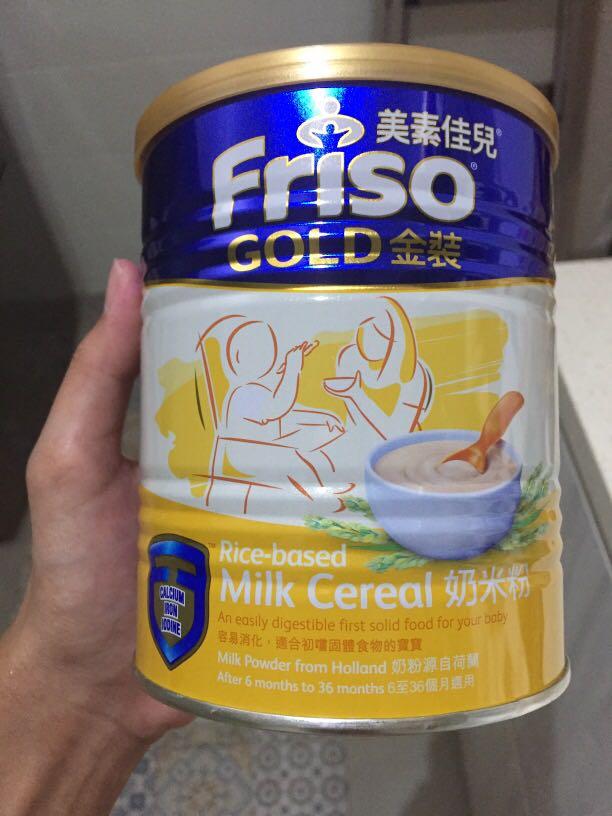 美素佳兒®
Friso®
GOLD 金裝
CALCIUM
IRON
IODINE
™
Rice-based
Milk Cereal 奶米粉
An easily digestible first solid food for your baby
容易消化，適合初嚐固體食物的寶寶
Milk Powder from Holland 奶粉源自荷蘭
After 6 months to 36 months 6至36個月適用